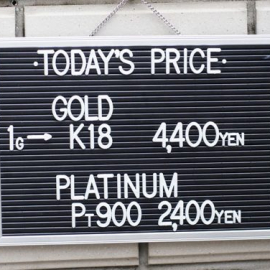 ·TODAY'S PRICE·
GOLD
1G→ K18 4,400YEN
PLATINUM
PT900 2,400YEN